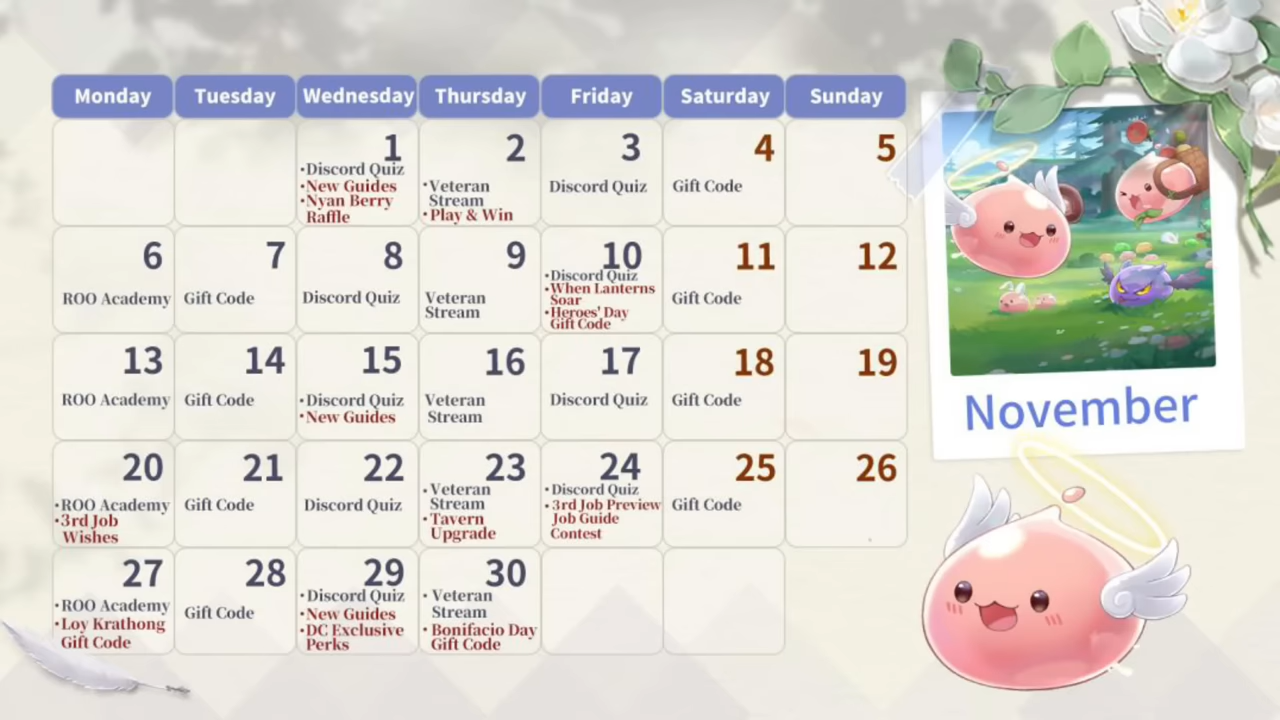 Monday Tuesday Wednesday Thursday Friday Saturday Sunday
1
•Discord Quiz
•New Guides
•Nyan Berry
Raffle
2
•Veteran
Stream
•Play & Win
3
Discord Quiz
4
Gift Code
5
6
ROO Academy
7
Gift Code
8
Discord Quiz
9
Veteran
Stream
10
•Discord Quiz
•When Lanterns
Soar
•Heroes' Day
Gift Code
11
Gift Code
12
13
ROO Academy
14
Gift Code
15
•Discord Quiz
•New Guides
16
Veteran
Stream
17
Discord Quiz
18
Gift Code
19
20
•ROO Academy
•3rd Job
Wishes
21
Gift Code
22
Discord Quiz
23
•Veteran
Stream
•Tavern
Upgrade
24
•Discord Quiz
•3rd Job Preview
Job Guide
Contest
25
Gift Code
26
27
•ROO Academy
•Loy Krathong
Gift Code
28
Gift Code
29
•Discord Quiz
•New Guides
•DC Exclusive
Perks
30
•Veteran
Stream
•Bonifacio Day
Gift Code
November